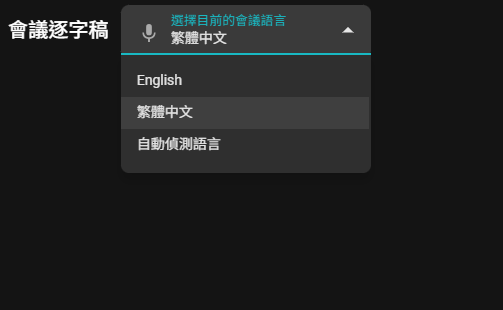 會議逐字稿
選擇目前的會議語言
繁體中文
English
繁體中文
自動偵測語言